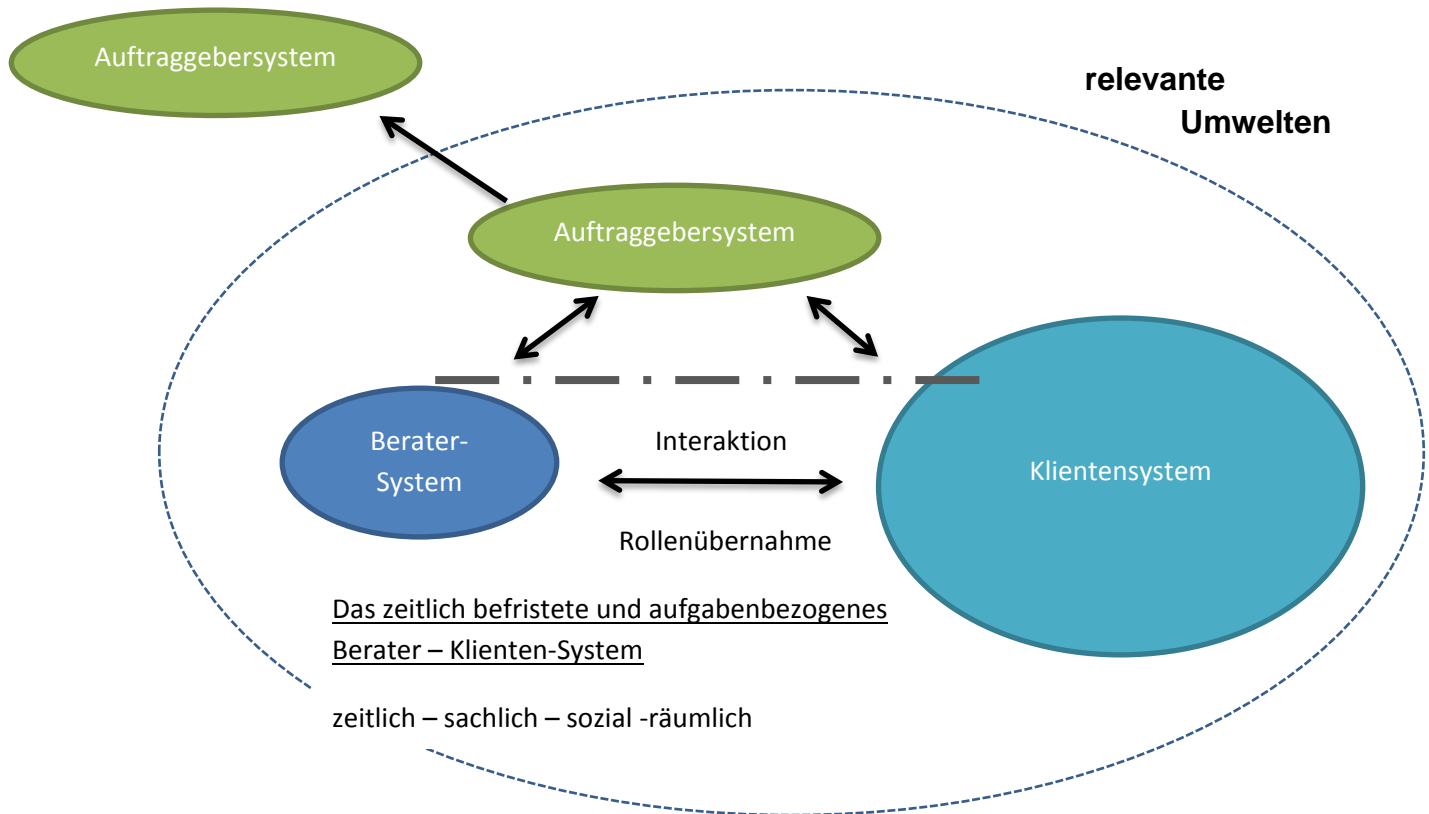 Auftraggebersystem
relevante
Umwelten
Auftraggebersystem
Berater-
System
Interaktion
Klientensystem
Rollenübernahme
Das zeitlich befristete und aufgabenbezogenes
Berater – Klienten-System
zeitlich – sachlich – sozial -räumlich